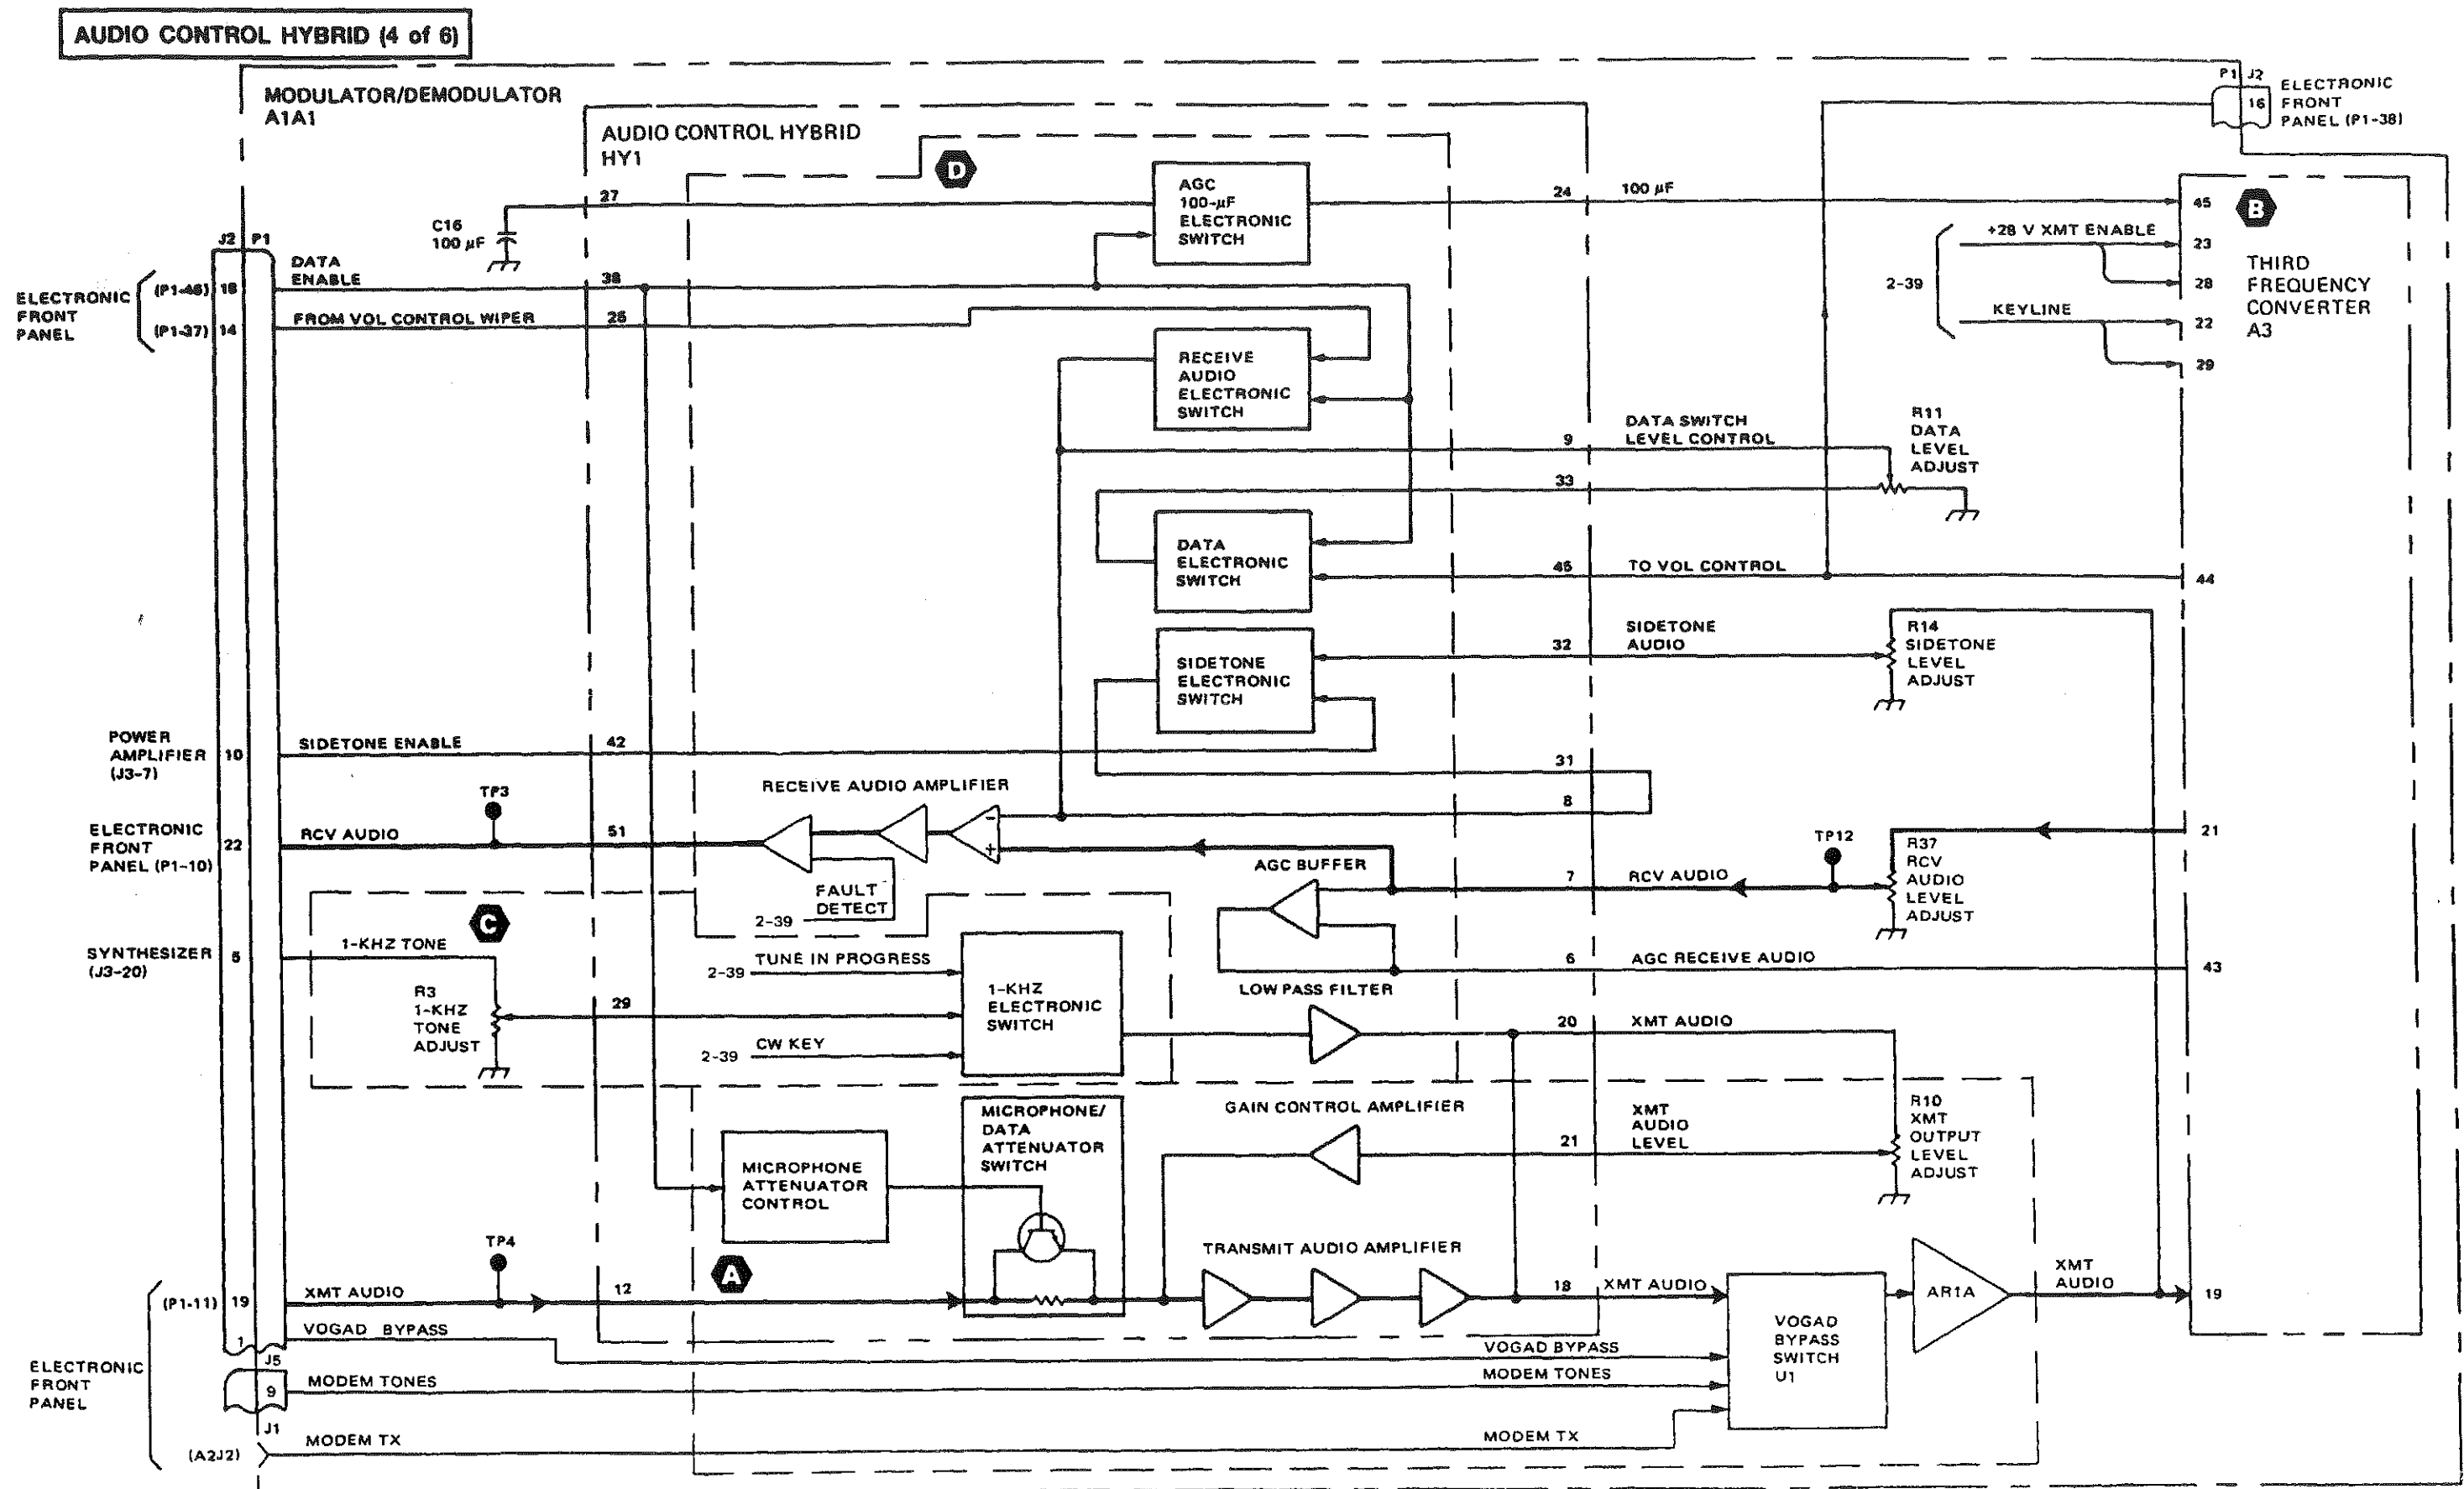 AUDIO CONTROL HYBRID (4 of 6)
MODULATOR/DEMODULATOR
A1A1
AUDIO CONTROL HYBRID
HY1
D
P1 J2
16
ELECTRONIC
FRONT
PANEL (P1-38)
27
C16
100 µF
AGC
100-µF
ELECTRONIC
SWITCH
24
100 µF
45
B
+28 V XMT ENABLE
23
28
2-39
KEYLINE
22
29
THIRD
FREQUENCY
CONVERTER
A3
J2 P1
ELECTRONIC
FRONT
PANEL
(P1-46)
18
DATA
ENABLE
38
(P1-37)
14
FROM VOL CONTROL WIPER
25
RECEIVE
AUDIO
ELECTRONIC
SWITCH
9
DATA SWITCH
LEVEL CONTROL
R11
DATA
LEVEL
ADJUST
33
DATA
ELECTRONIC
SWITCH
45
TO VOL CONTROL
44
SIDETONE
ELECTRONIC
SWITCH
32
SIDETONE
AUDIO
R14
SIDETONE
LEVEL
ADJUST
POWER
AMPLIFIER
(J3-7)
10
SIDETONE ENABLE
42
31
8
RECEIVE AUDIO AMPLIFIER
TP3
ELECTRONIC
FRONT
PANEL (P1-10)
22
RCV AUDIO
51
-
+
FAULT
DETECT
2-39
AGC BUFFER
7
RCV AUDIO
TP12
R37
RCV
AUDIO
LEVEL
ADJUST
21
C
SYNTHESIZER
(J3-20)
5
1-KHZ TONE
R3
1-KHZ
TONE
ADJUST
29
2-39
TUNE IN PROGRESS
1-KHZ
ELECTRONIC
SWITCH
2-39
CW KEY
6
AGC RECEIVE AUDIO
43
LOW PASS FILTER
20
XMT AUDIO
MICROPHONE/
DATA
ATTENUATOR
SWITCH
GAIN CONTROL AMPLIFIER
21
XMT
AUDIO
LEVEL
R10
XMT
OUTPUT
LEVEL
ADJUST
MICROPHONE
ATTENUATOR
CONTROL
TP4
A
TRANSMIT AUDIO AMPLIFIER
(P1-11)
19
XMT AUDIO
12
18
XMT AUDIO
AR1A
XMT
AUDIO
19
VOGAD
BYPASS
SWITCH
U1
1
VOGAD BYPASS
VOGAD BYPASS
ELECTRONIC
FRONT
PANEL
J5
9
MODEM TONES
MODEM TONES
J1
(A2J2)
MODEM TX
MODEM TX